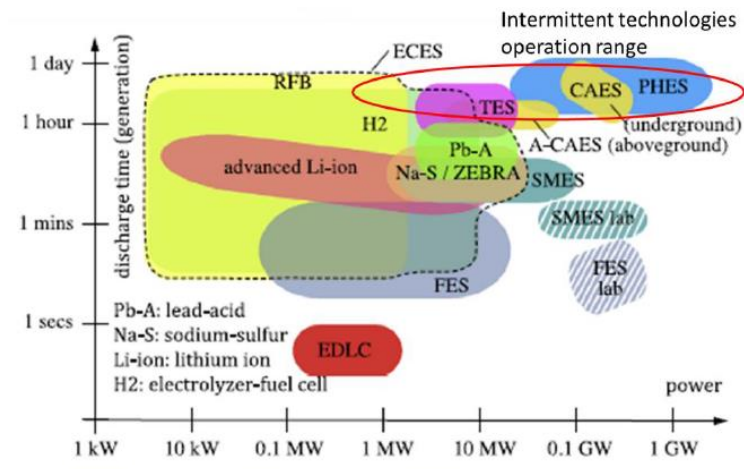 Intermittent technologies
operation range
1 day
1 hour
1 mins
1 secs
discharge time (generation)
ECES
RFB
H2
TES
CAES
PHES
(underground)
A-CAES (aboveground)
Pb-A
advanced Li-ion
Na-S / ZEBRA
SMES
SMES lab
FES
FES
lab
Pb-A: lead-acid
Na-S: sodium-sulfur
Li-ion: lithium ion
H2: electrolyzer-fuel cell
EDLC
power
1 kW
10 kW
0.1 MW
1 MW
10 MW
0.1 GW
1 GW